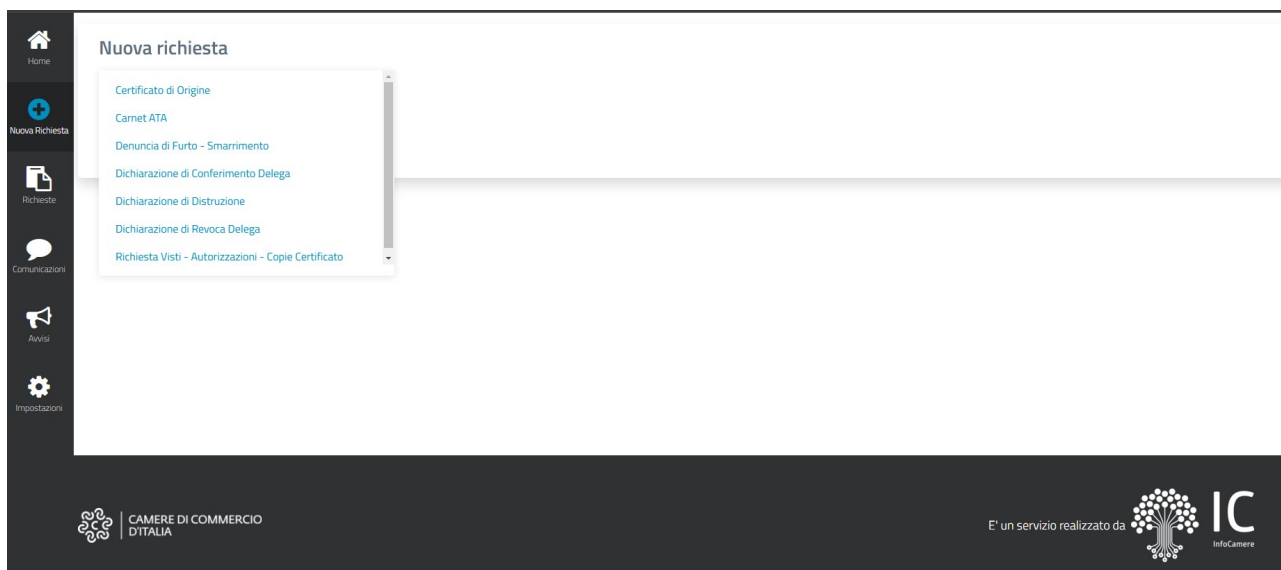 Home
Nuova Richiesta
Richieste
Comunicazioni
Avvisi
Impostazioni
Nuova richiesta
Certificato di Origine
Carnet ATA
Denuncia di Furto - Smarrimento
Dichiarazione di Conferimento Delega
Dichiarazione di Distruzione
Dichiarazione di Revoca Delega
Richiesta Visti - Autorizzazioni - Copie Certificato
CAMERE DI COMMERCIO
D'ITALIA
E' un servizio realizzato da
IC
InfoCamere